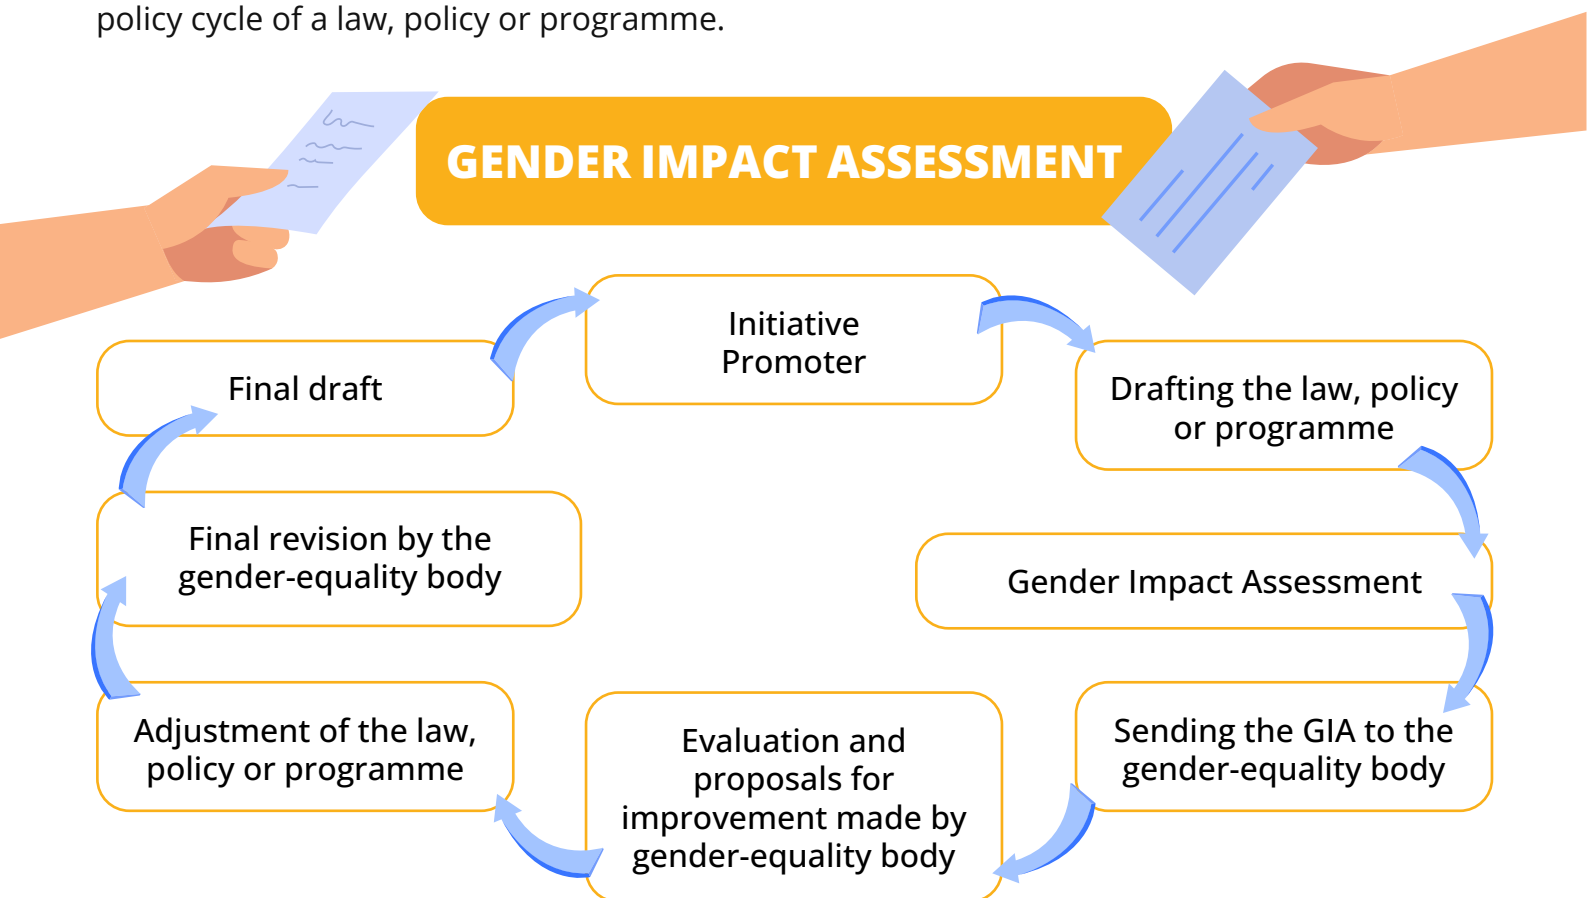 policy cycle of a law, policy or programme.
GENDER IMPACT ASSESSMENT
Initiative
Promoter
Drafting the law, policy
or programme
Gender Impact Assessment
Sending the GIA to the
gender-equality body
Evaluation and
proposals for
improvement made by
gender-equality body
Adjustment of the law,
policy or programme
Final revision by the
gender-equality body
Final draft